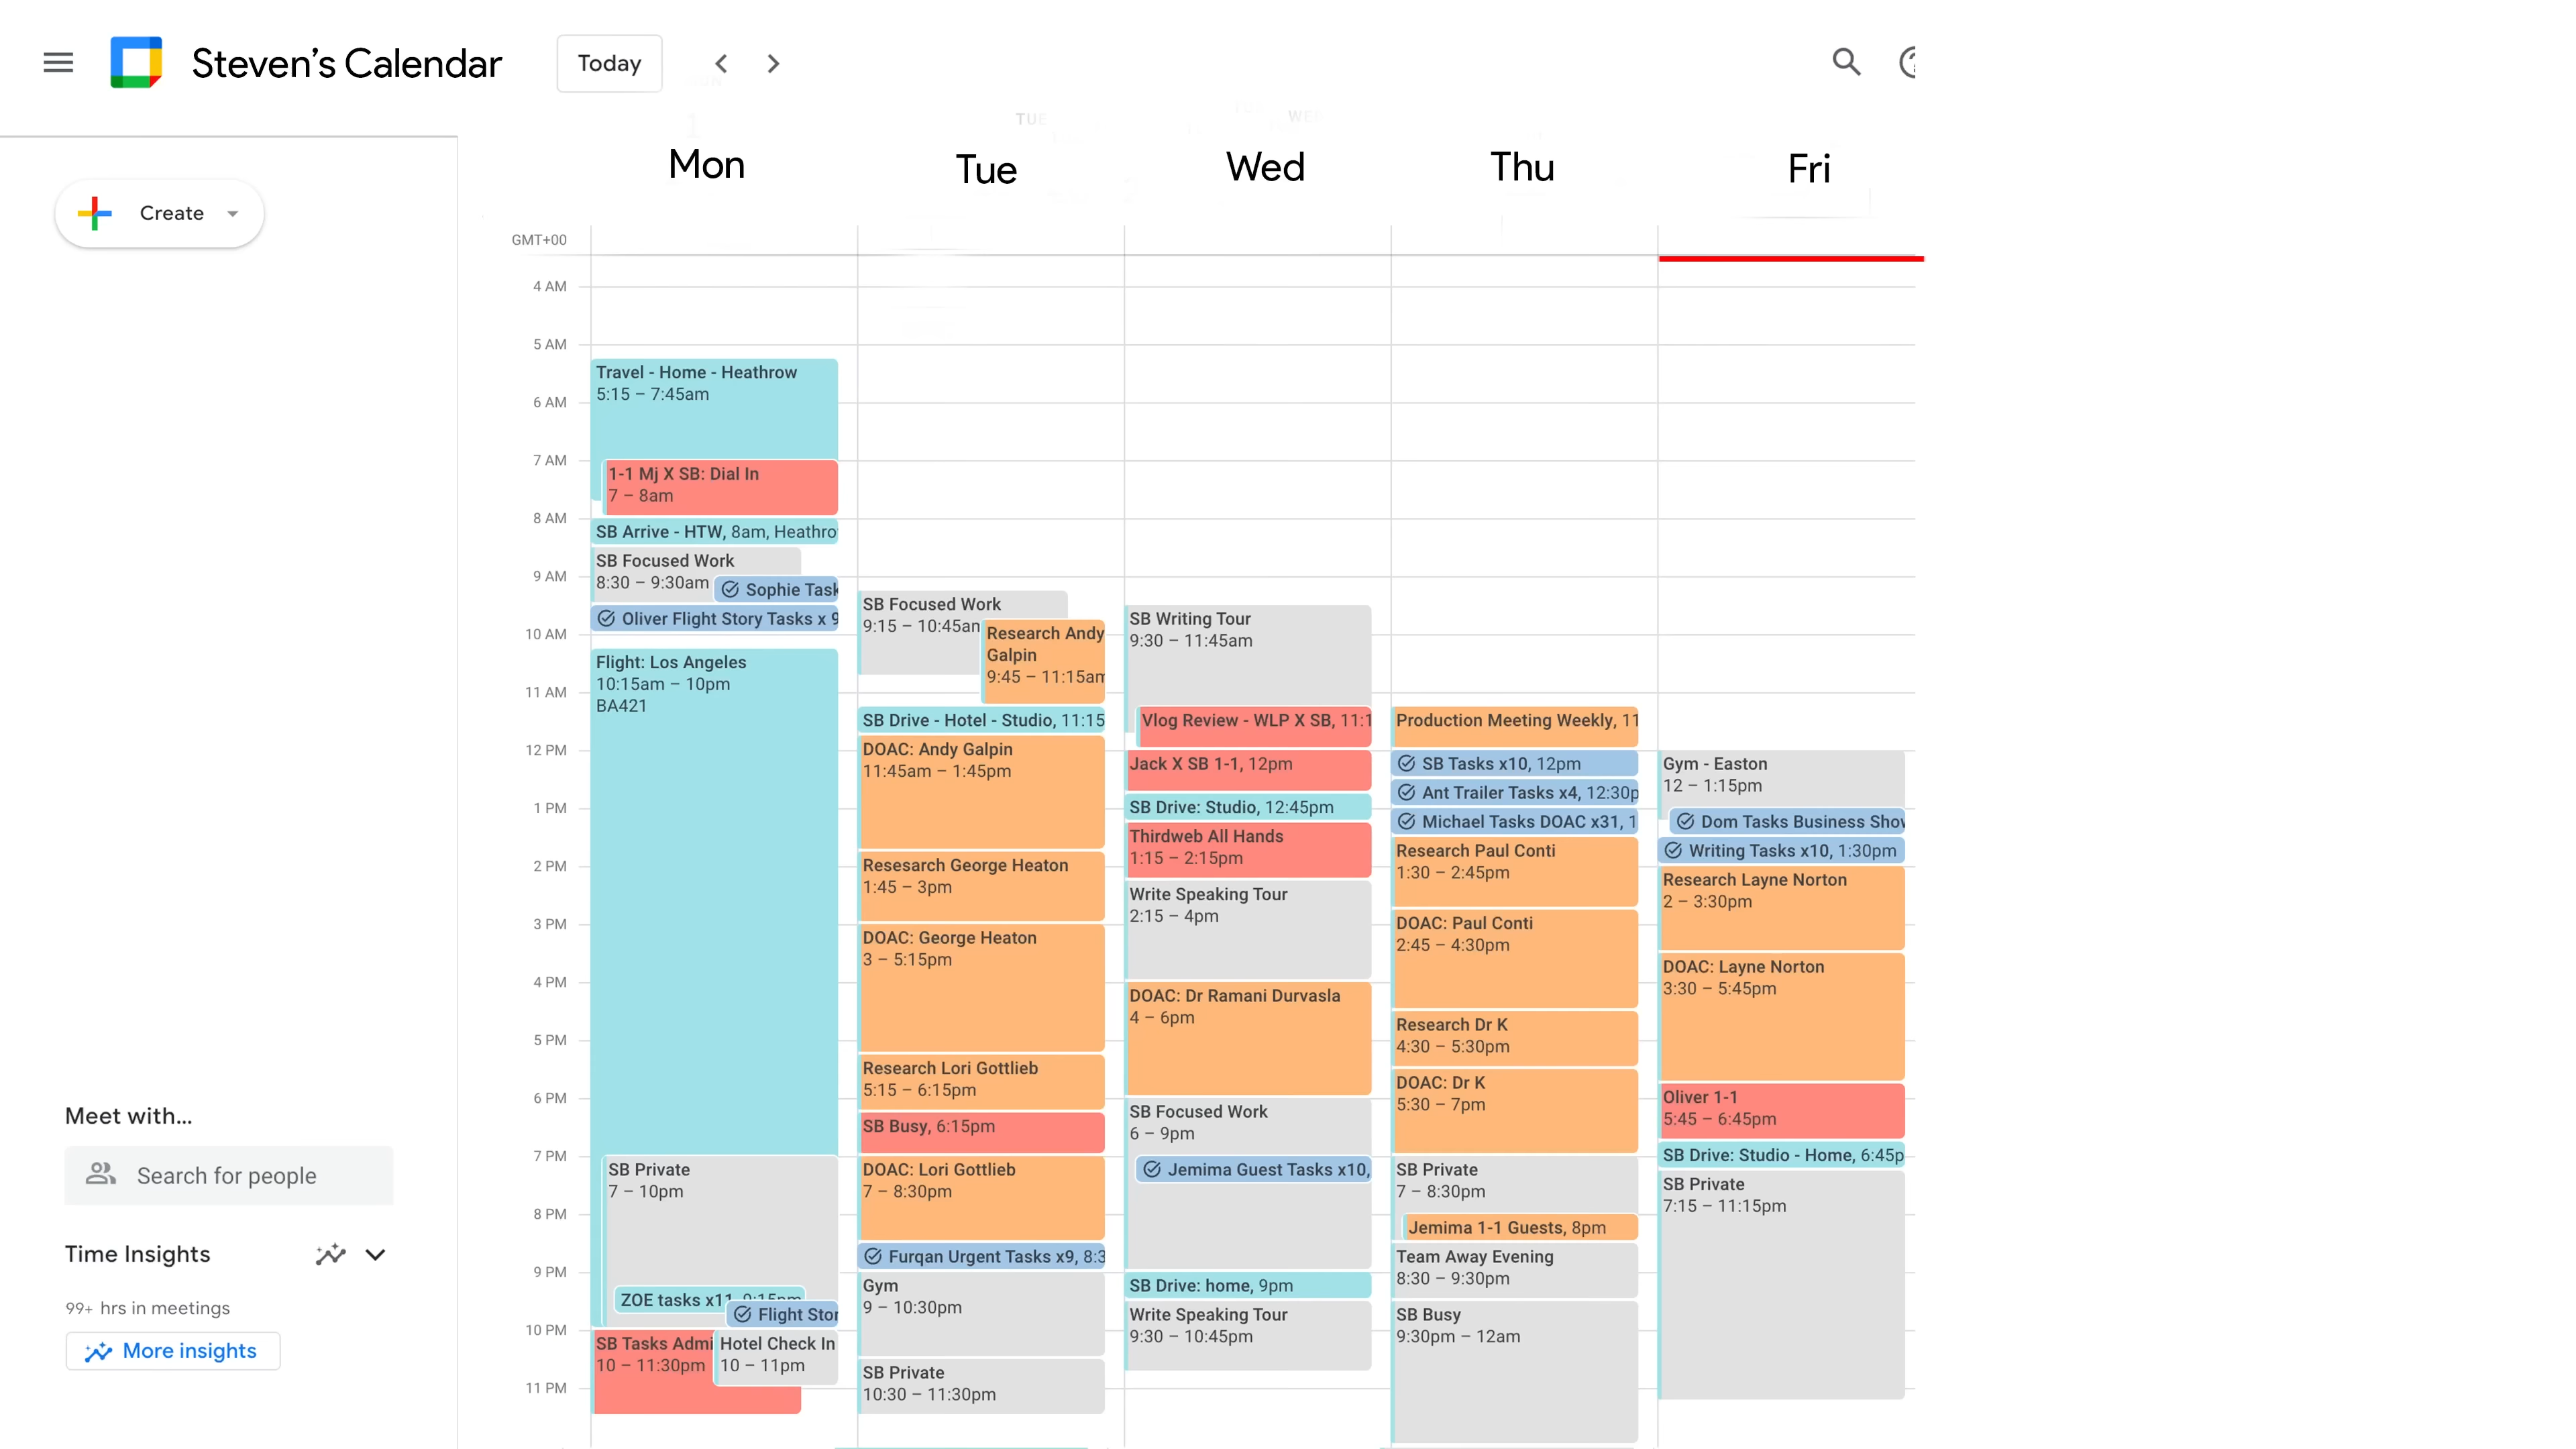 Steven’s Calendar
Today
Create
Mon
Tue
Wed
Thu
Fri
TUE
GMT+00
4 AM
5 AM
6 AM
7 AM
8 AM
9 AM
10 AM
11 AM
12 PM
1 PM
2 PM
3 PM
4 PM
5 PM
6 PM
7 PM
8 PM
9 PM
10 PM
11 PM
Travel - Home - Heathrow
5:15 – 7:45am
1-1 Mj X SB: Dial In
7 – 8am
SB Arrive - HTW, 8am, Heathro
SB Focused Work
8:30 – 9:30am
Sophie Task
Oliver Flight Story Tasks x 9
Flight: Los Angeles
10:15am – 10pm
BA421
SB Private
7 – 10pm
ZOE tasks x11, 9:15pm
Flight Stor
SB Tasks Admi
10 – 11:30pm
Hotel Check In
10 – 11pm
SB Focused Work
9:15 – 10:45an
Research Andy
Galpin
9:45 – 11:15am
SB Drive - Hotel - Studio, 11:15
DOAC: Andy Galpin
11:45am – 1:45pm
Resesarch George Heaton
1:45 – 3pm
DOAC: George Heaton
3 – 5:15pm
Research Lori Gottlieb
5:15 – 6:15pm
SB Busy, 6:15pm
DOAC: Lori Gottlieb
7 – 8:30pm
Furqan Urgent Tasks x9, 8:3
Gym
9 – 10:30pm
SB Private
10:30 – 11:30pm
SB Writing Tour
9:30 – 11:45am
Vlog Review - WLP X SB, 11:1
Jack X SB 1-1, 12pm
SB Drive: Studio, 12:45pm
Thirdweb All Hands
1:15 – 2:15pm
Write Speaking Tour
2:15 – 4pm
DOAC: Dr Ramani Durvasla
4 – 6pm
SB Focused Work
6 – 9pm
Jemima Guest Tasks x10,
SB Drive: home, 9pm
Write Speaking Tour
9:30 – 10:45pm
Production Meeting Weekly, 11
SB Tasks x10, 12pm
Ant Trailer Tasks x4, 12:30p
Michael Tasks DOAC x31, 1
Research Paul Conti
1:30 – 2:45pm
DOAC: Paul Conti
2:45 – 4:30pm
Research Dr K
4:30 – 5:30pm
DOAC: Dr K
5:30 – 7pm
SB Private
7 – 8:30pm
Jemima 1-1 Guests, 8pm
Team Away Evening
8:30 – 9:30pm
SB Busy
9:30pm – 12am
Gym - Easton
12 – 1:15pm
Dom Tasks Business Show
Writing Tasks x10, 1:30pm
Research Layne Norton
2 – 3:30pm
DOAC: Layne Norton
3:30 – 5:45pm
Oliver 1-1
5:45 – 6:45pm
SB Drive: Studio - Home, 6:45p
SB Private
7:15 – 11:15pm
Meet with...
Search for people
Time Insights
99+ hrs in meetings
More insights